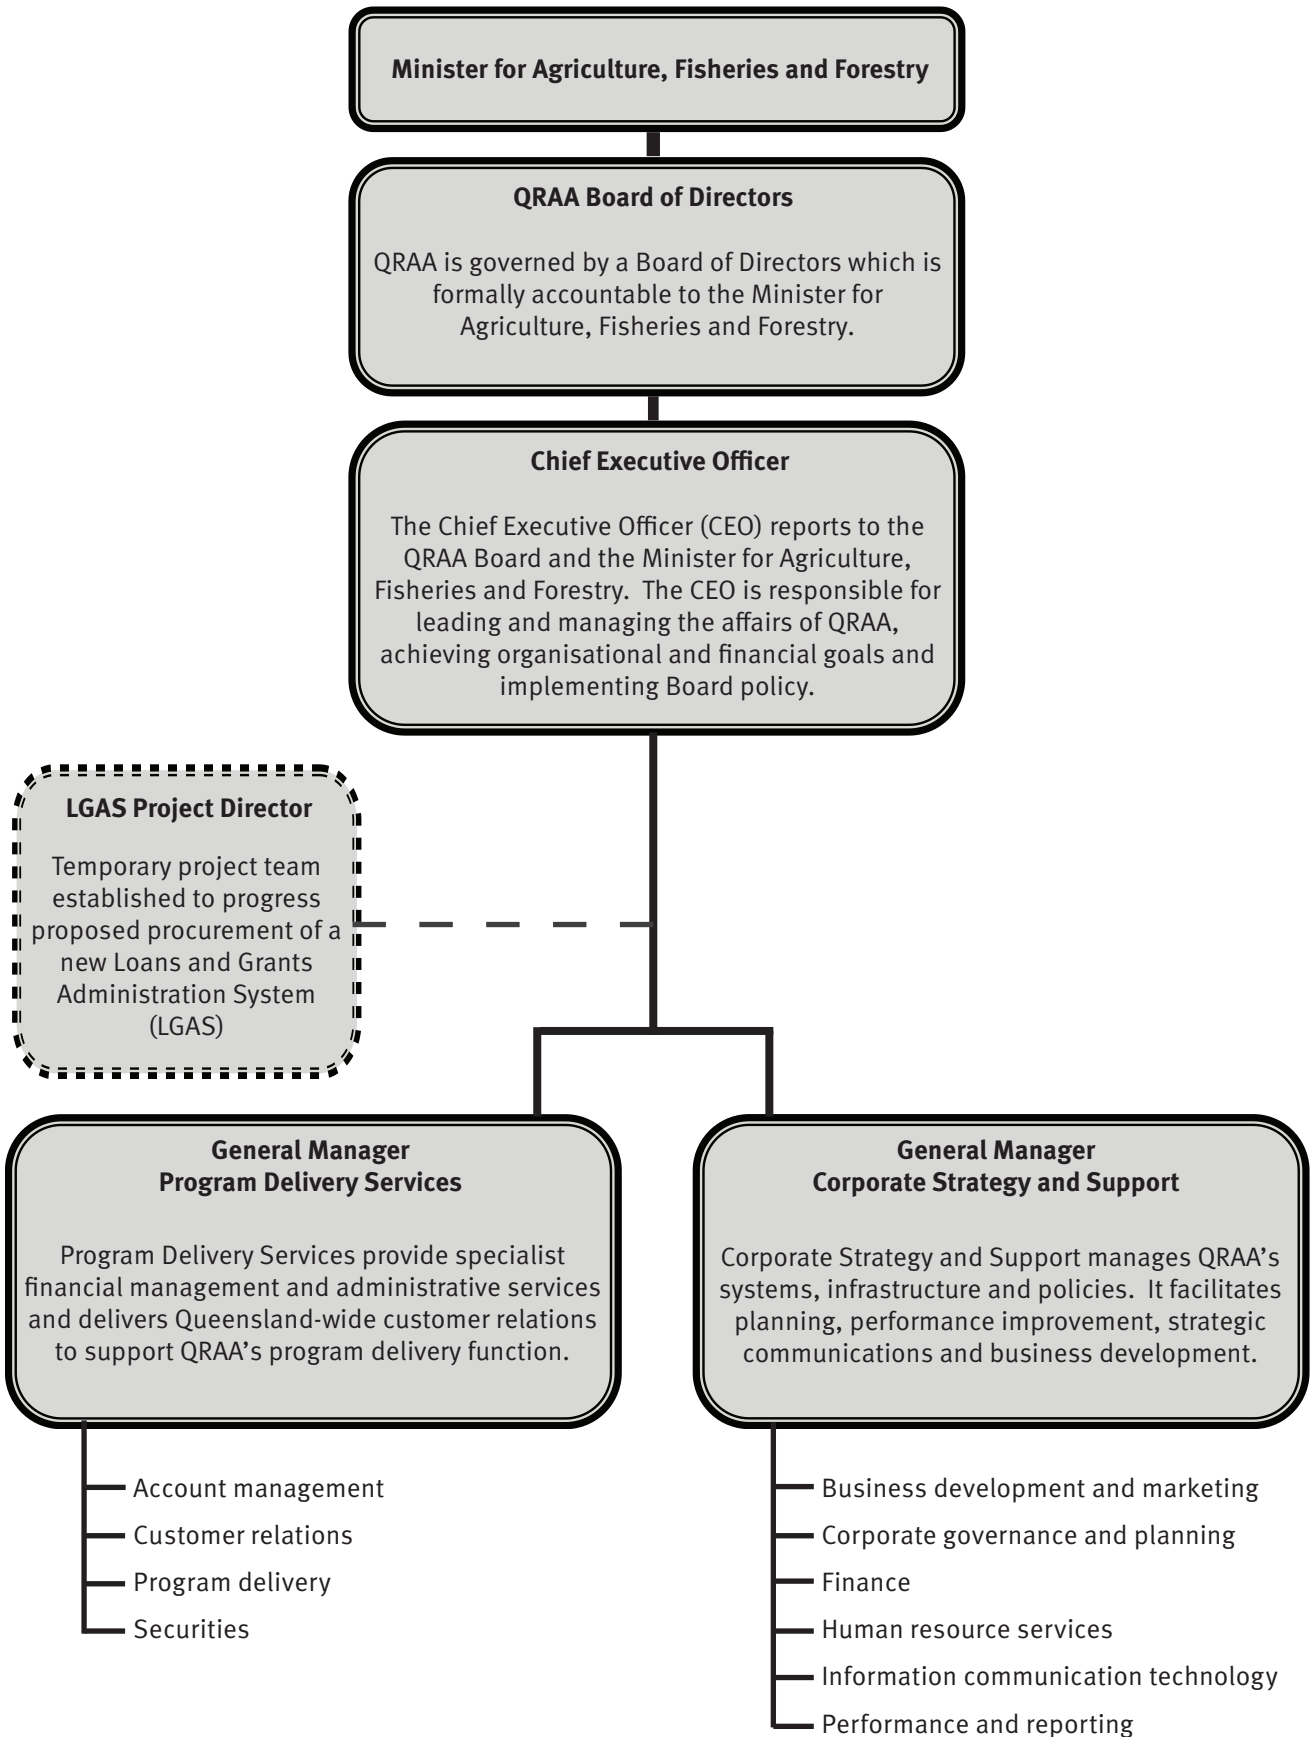 Minister for Agriculture, Fisheries and Forestry
QRAA Board of Directors
QRAA is governed by a Board of Directors which is
formally accountable to the Minister for
Agriculture, Fisheries and Forestry.
Chief Executive Officer
The Chief Executive Officer (CEO) reports to the
QRAA Board and the Minister for Agriculture,
Fisheries and Forestry.  The CEO is responsible for
leading and managing the affairs of QRAA,
achieving organisational and financial goals and
implementing Board policy.
LGAS Project Director
Temporary project team
established to progress
proposed procurement of a
new Loans and Grants
Administration System
(LGAS)
General Manager
Program Delivery Services
Program Delivery Services provide specialist
financial management and administrative services
and delivers Queensland-wide customer relations
to support QRAA’s program delivery function.
Account management
Customer relations
Program delivery
Securities
General Manager
Corporate Strategy and Support
Corporate Strategy and Support manages QRAA’s
systems, infrastructure and policies.  It facilitates
planning, performance improvement, strategic
communications and business development.
Business development and marketing
Corporate governance and planning
Finance
Human resource services
Information communication technology
Performance and reporting